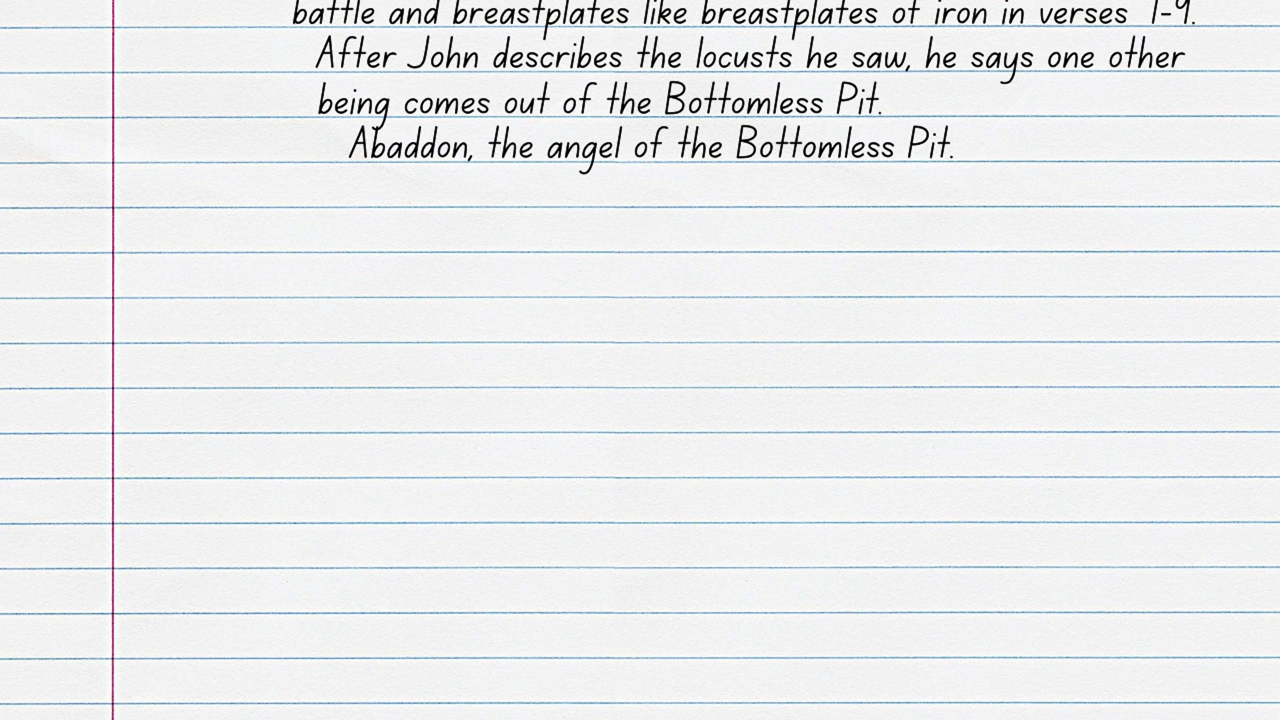 battle and breastplates like breastplates of iron in verses 7-9.
After John describes the locusts he saw, he says one other
being comes out of the Bottomless Pit.
Abaddon, the angel of the Bottomless Pit.